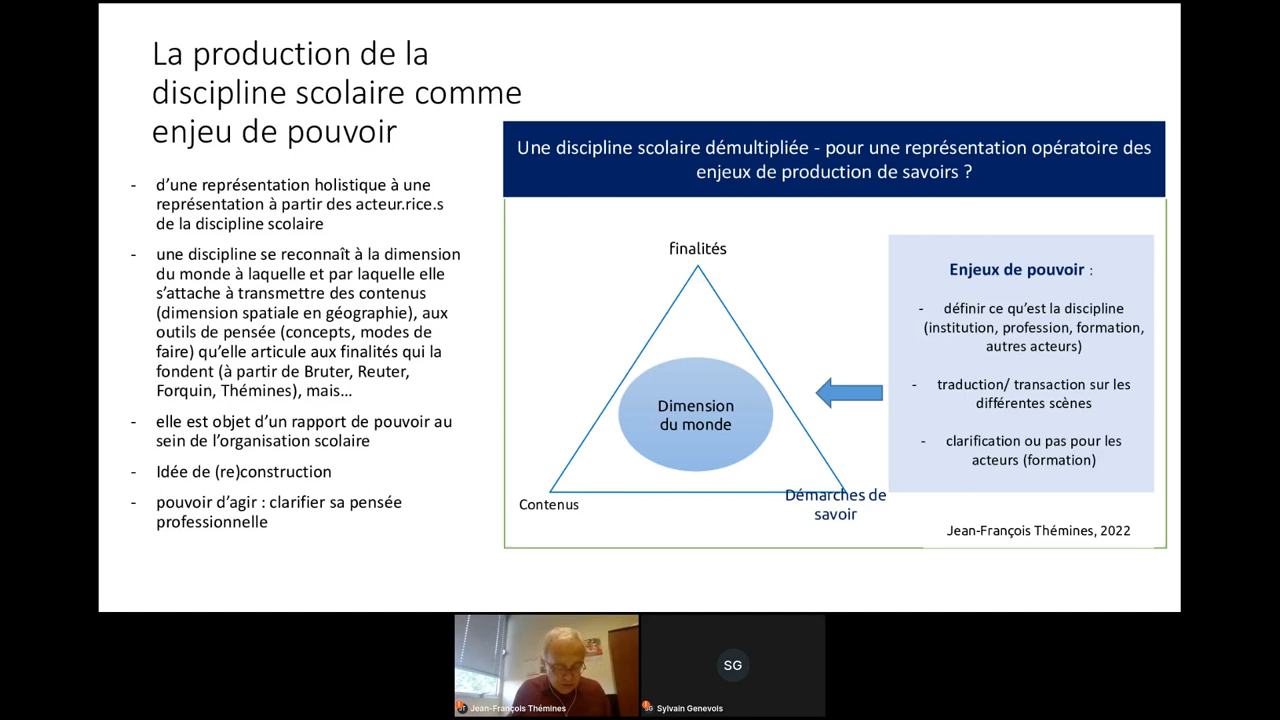 La production de la
discipline scolaire comme
enjeu de pouvoir
- d’une représentation holistique à une
représentation à partir des acteur.rice.s
de la discipline scolaire
- une discipline se reconnaît à la dimension
du monde à laquelle et par laquelle elle
s’attache à transmettre des contenus
(dimension spatiale en géographie), aux
outils de pensée (concepts, modes de
faire) qu’elle articule aux finalités qui la
fondent (à partir de Bruter, Reuter,
Forquin, Thémines), mais…
- elle est objet d’un rapport de pouvoir au
sein de l’organisation scolaire
- Idée de (re)construction
- pouvoir d’agir : clarifier sa pensée
professionnelle
Une discipline scolaire démultipliée - pour une représentation opératoire des
enjeux de production de savoirs ?
finalités
Dimension
du monde
Contenus
Démarches de
savoir
Enjeux de pouvoir :
- définir ce qu’est la discipline
(institution, profession, formation,
autres acteurs)
- traduction/ transaction sur les
différentes scènes
- clarification ou pas pour les
acteurs (formation)
Jean-François Thémines, 2022
Jean-François Thémines
SG
SG
Sylvain Genevois